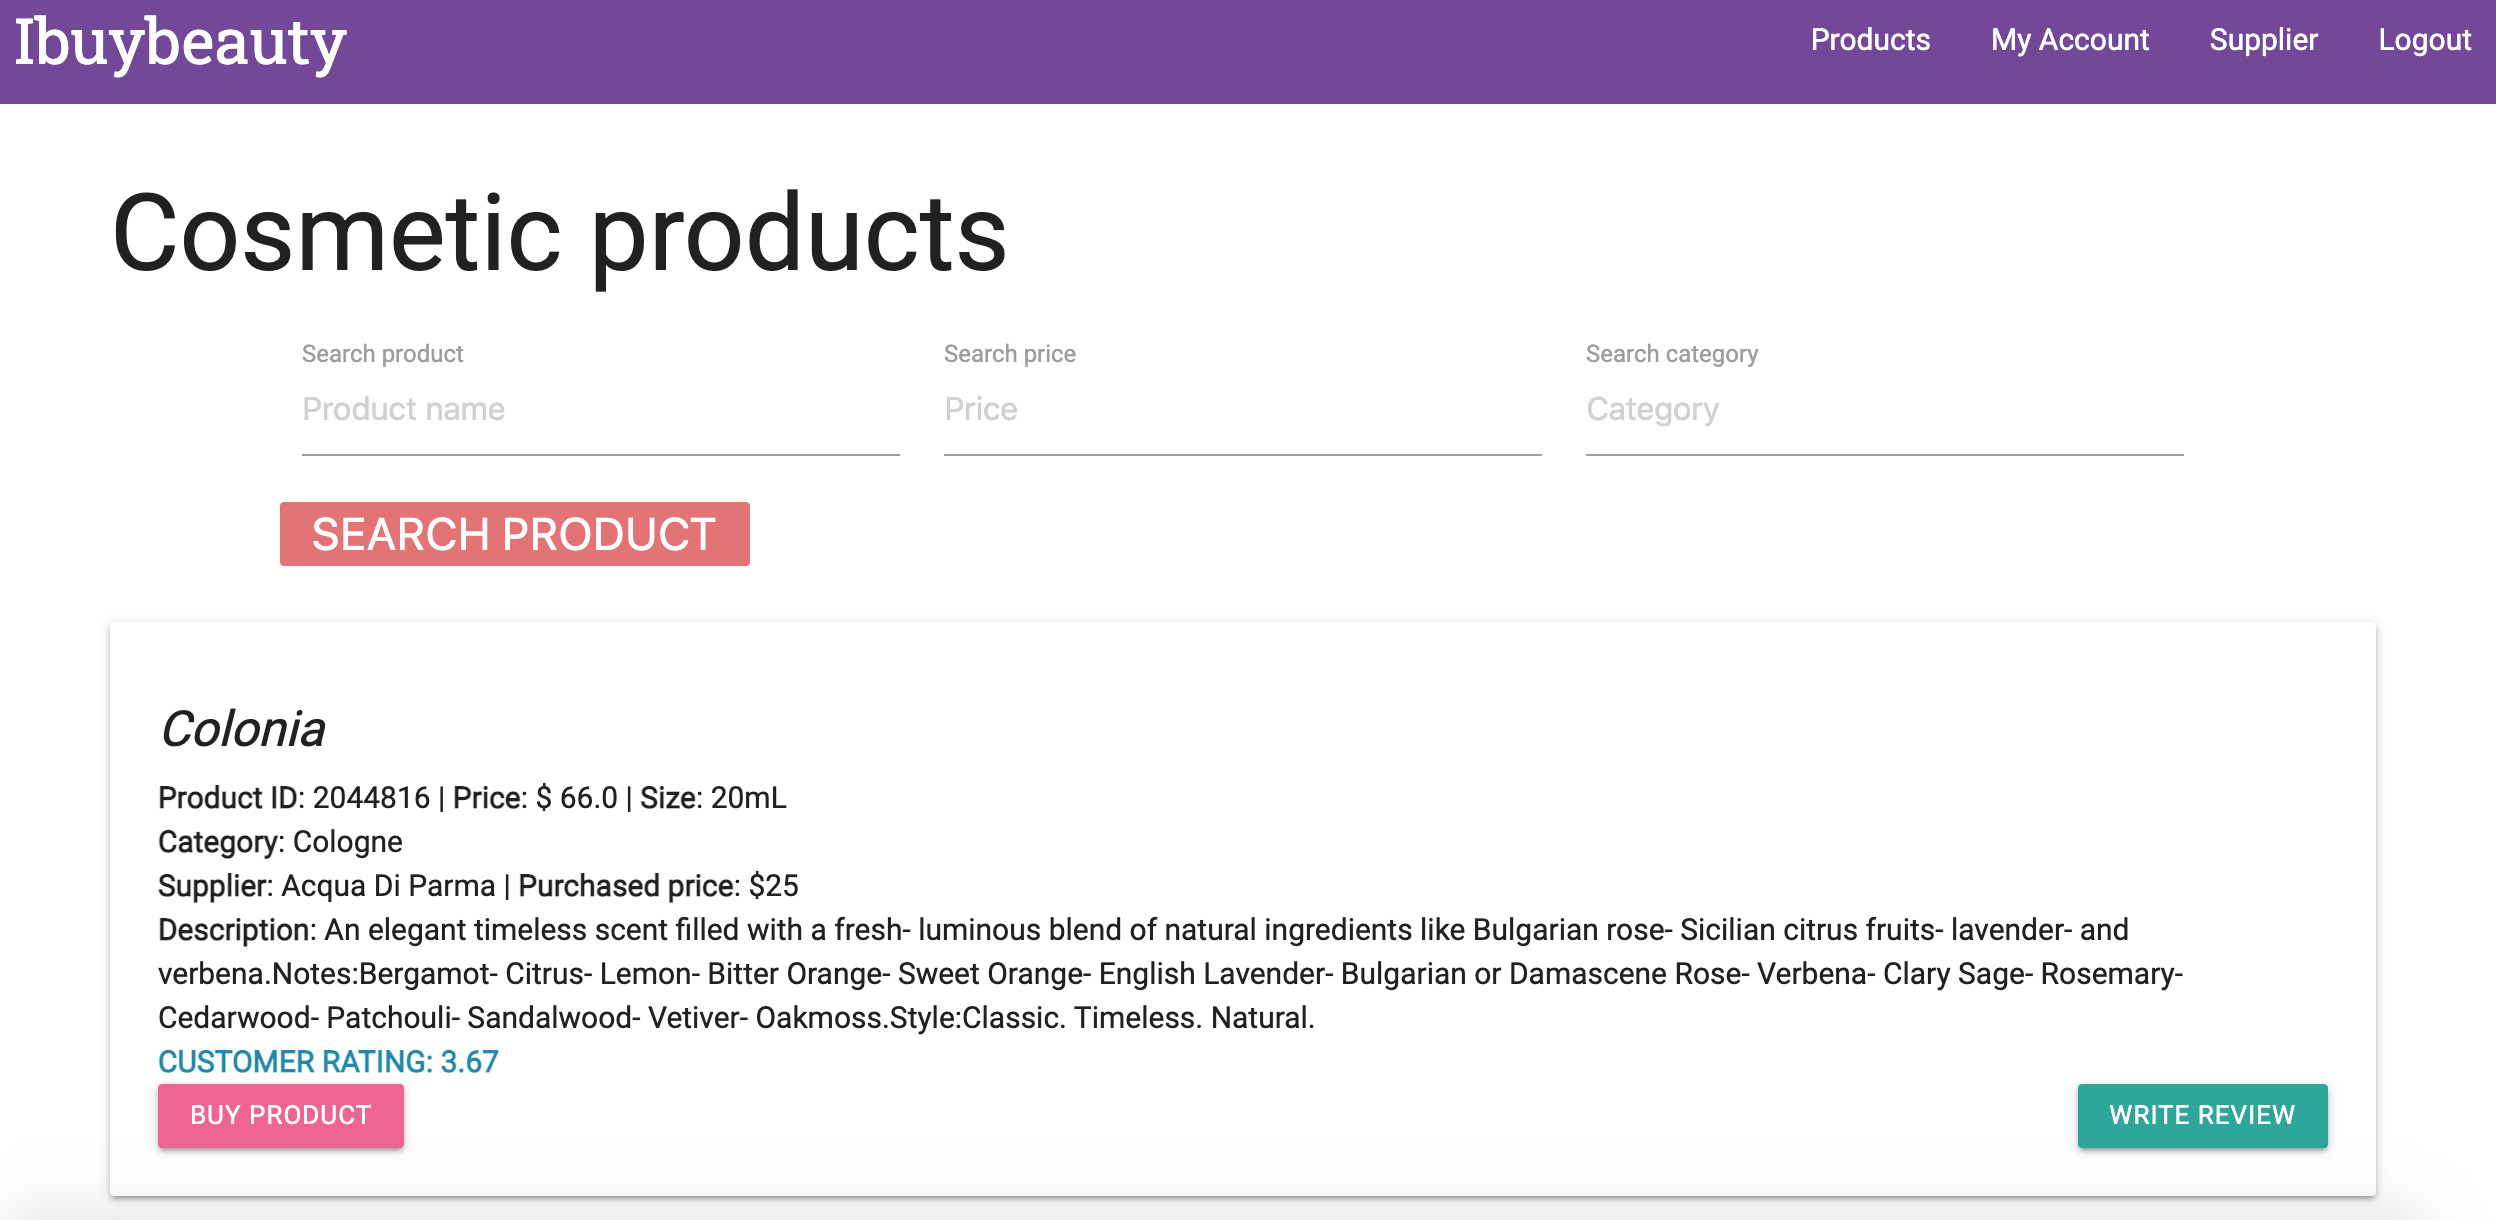 Ibuybeauty
Products My Account Supplier Logout
Cosmetic products
Search product Search price Search category
Product name Price Category
SEARCH PRODUCT
Colonia
Product ID: 2044816 | Price: $ 66.0 | Size: 20mL
Category: Cologne
Supplier: Acqua Di Parma | Purchased price: $25
Description: An elegant timeless scent filled with a fresh- luminous blend of natural ingredients like Bulgarian rose- Sicilian citrus fruits- lavender- and
verbena.Notes:Bergamot- Citrus- Lemon- Bitter Orange- Sweet Orange- English Lavender- Bulgarian or Damascene Rose- Verbena- Clary Sage- Rosemary-
Cedarwood- Patchouli- Sandalwood- Vetiver- Oakmoss.Style:Classic. Timeless. Natural.
CUSTOMER RATING: 3.67
BUY PRODUCT WRITE REVIEW